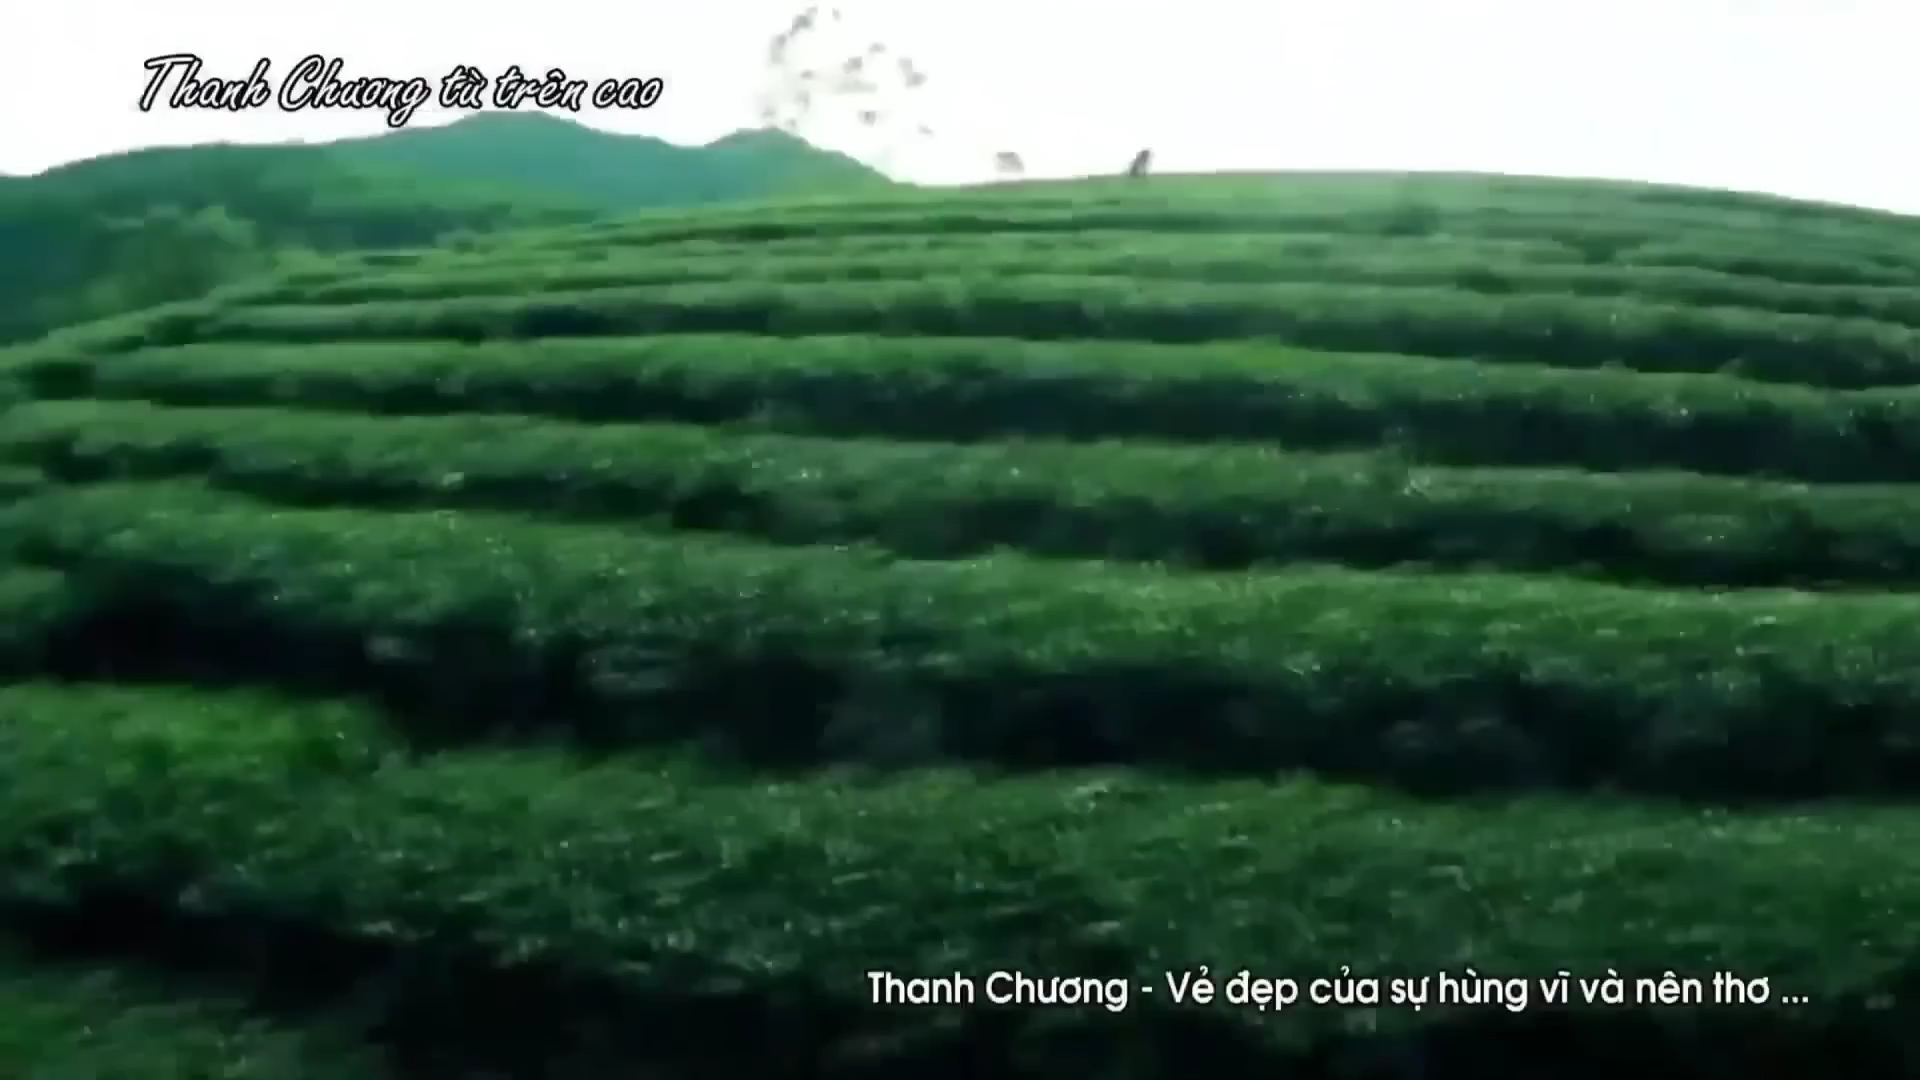 Thanh Chương từ trên cao
Thanh Chương - Vẻ đẹp của sự hùng vĩ và nên thơ ...